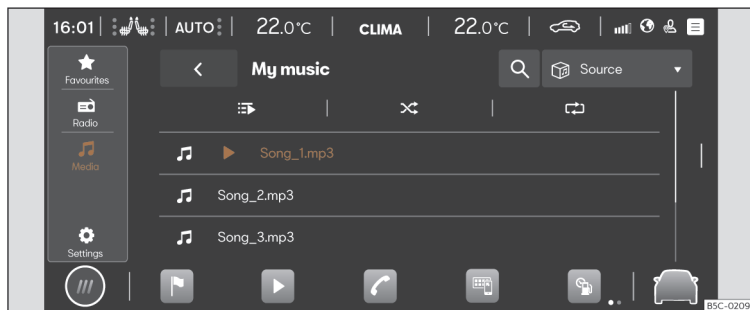 16:01 AUTO 22.0°C CLIMA 22.0°C
Favourites
My music
Source
Radio
Media
Song_1.mp3
Song_2.mp3
Song_3.mp3
Settings
B5C-0209